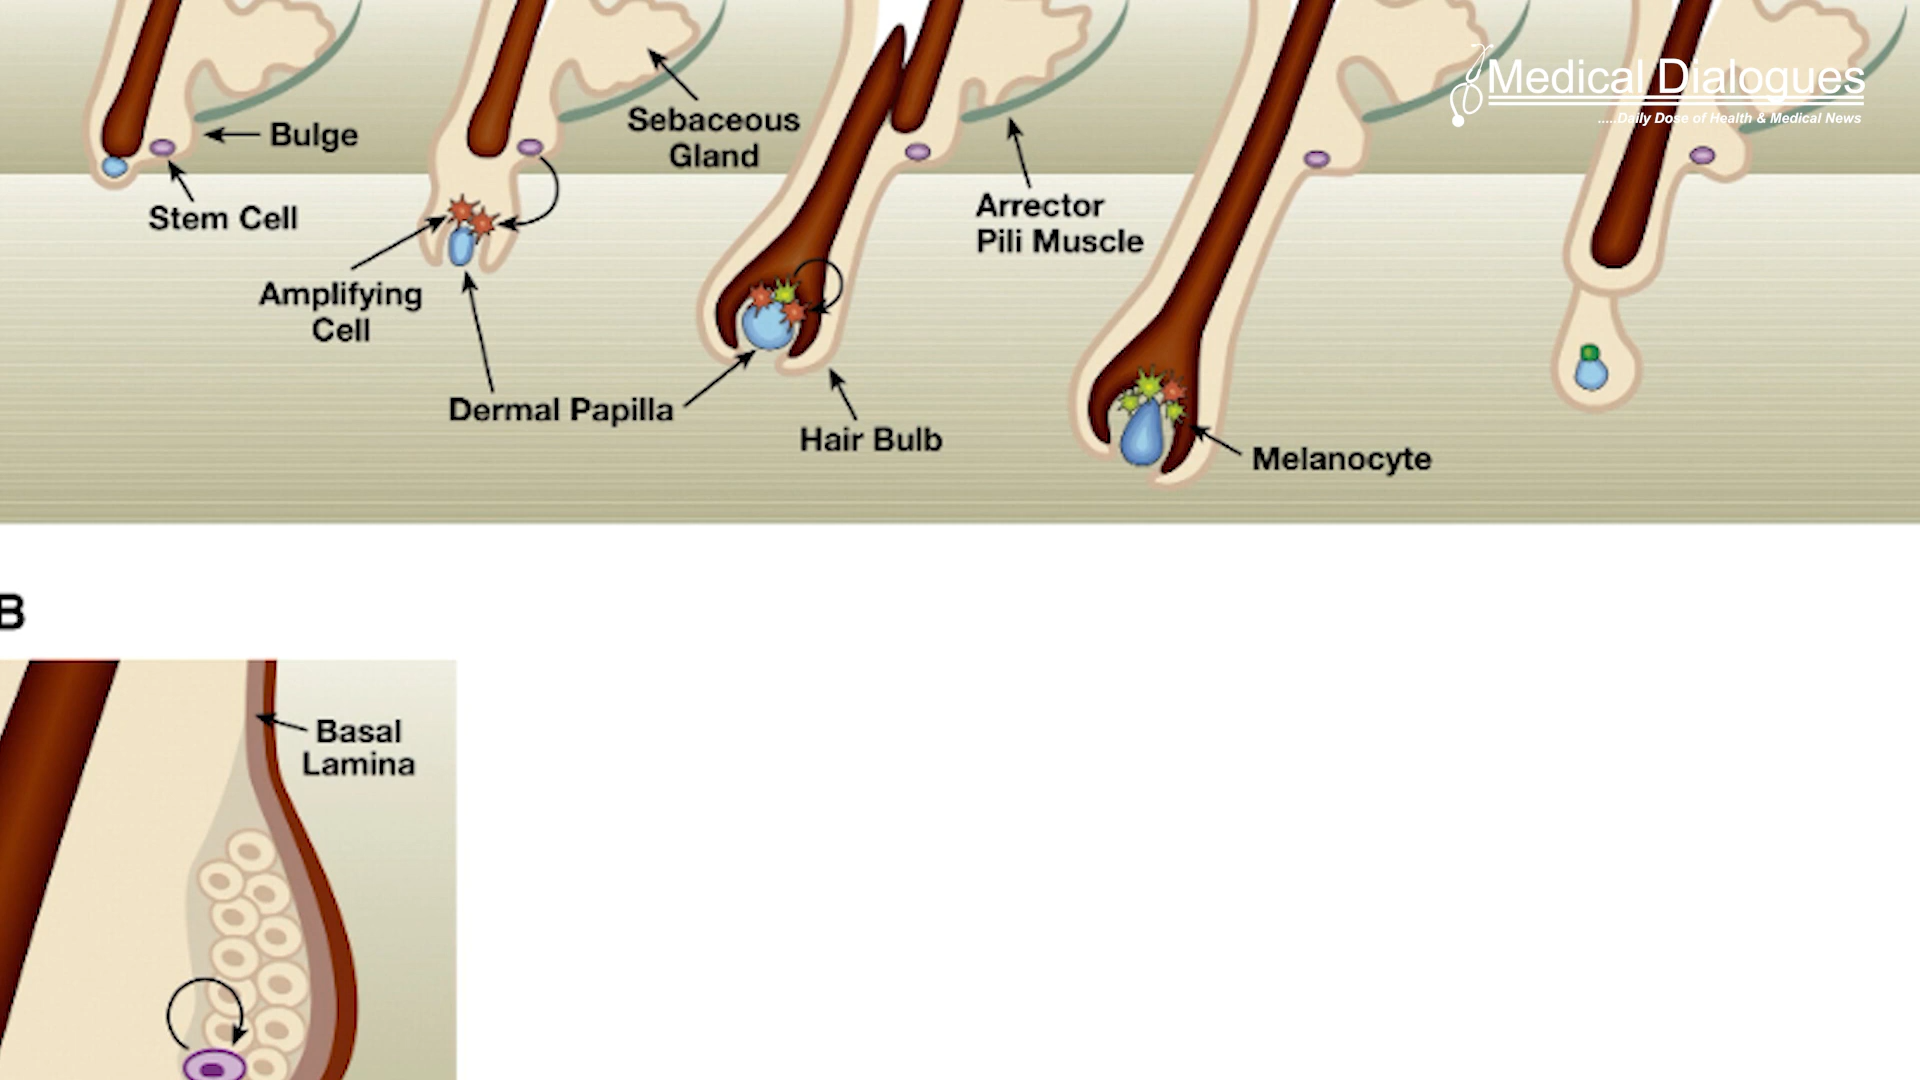 Medical Dialogues
.....Daily Dose of Health & Medical News
Bulge
Sebaceous
Gland
Stem Cell
Arrector
Pili Muscle
Amplifying
Cell
Dermal Papilla
Hair Bulb
Melanocyte
B
Basal
Lamina